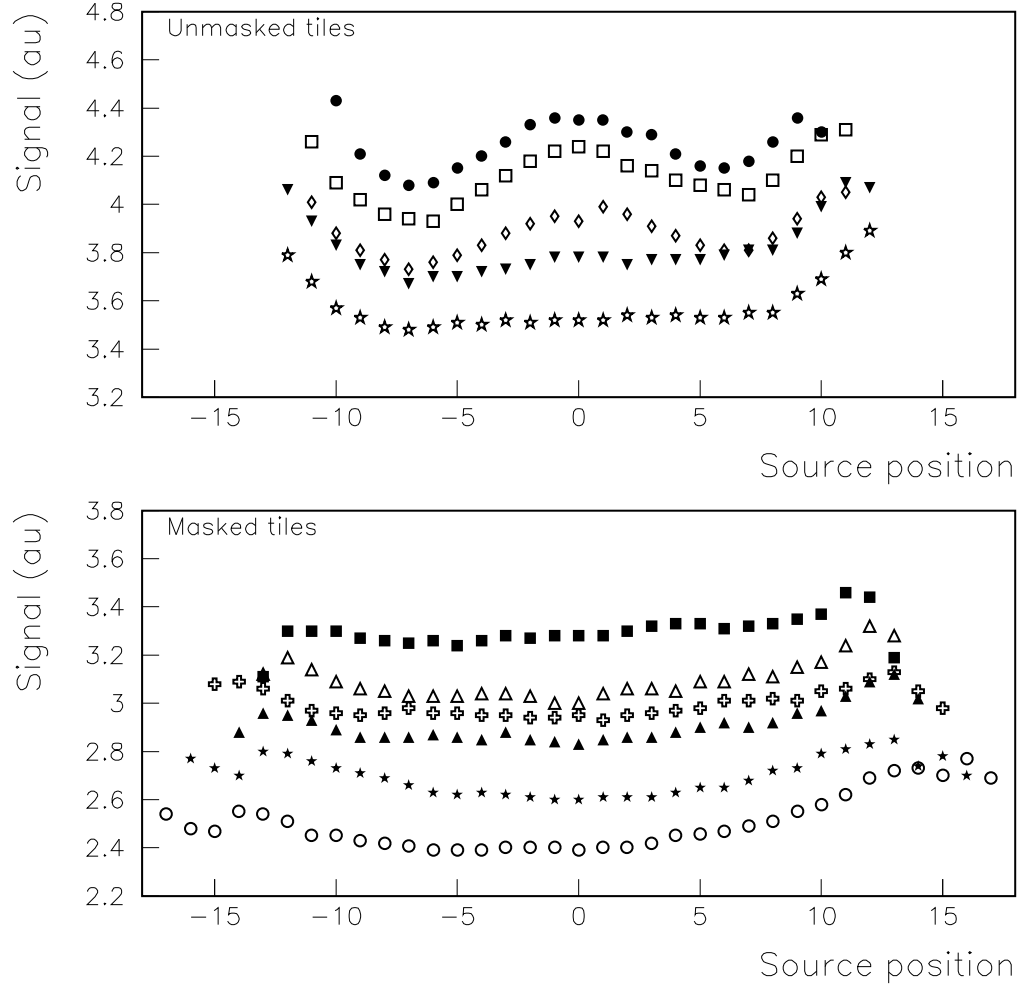 Unmasked tiles
Signal (au)
4.8
4.6
4.4
4.2
4
3.8
3.6
3.4
3.2
−15 −10 −5 0 5 10 15
Source position
Masked tiles
Signal (au)
3.8
3.6
3.4
3.2
3
2.8
2.6
2.4
2.2
−15 −10 −5 0 5 10 15
Source position